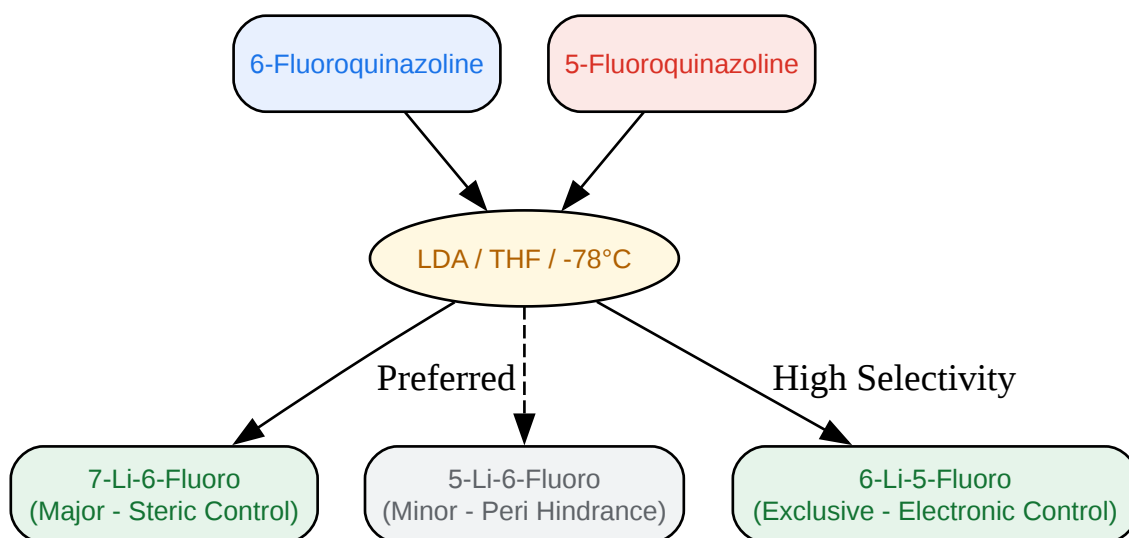 6-Fluoroquinazoline
5-Fluoroquinazoline
LDA / THF / -78°C
Preferred
High Selectivity
7-Li-6-Fluoro
(Major - Steric Control)
5-Li-6-Fluoro
(Minor - Peri Hindrance)
6-Li-5-Fluoro
(Exclusive - Electronic Control)